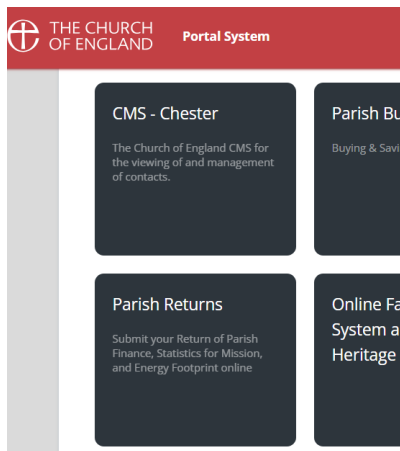 THE CHURCH
OF ENGLAND
Portal System
CMS - Chester
The Church of England CMS for
the viewing of and management
of contacts.
Parish Bu
Buying & Savi
Parish Returns
Submit your Return of Parish
Finance, Statistics for Mission,
and Energy Footprint online
Online Fa
System a
Heritage